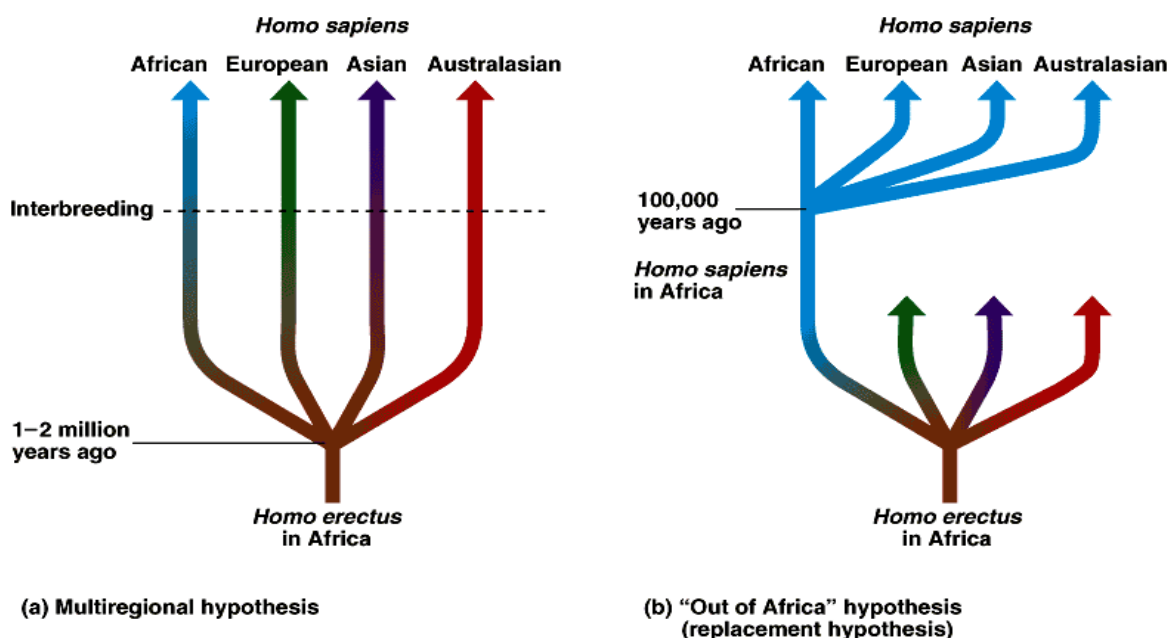 Homo sapiens
African European Asian Australasian
Interbreeding
1–2 million
years ago
Homo erectus
in Africa
(a) Multiregional hypothesis
Homo sapiens
African European Asian Australasian
100,000
years ago
Homo sapiens
in Africa
Homo erectus
in Africa
(b) “Out of Africa” hypothesis
(replacement hypothesis)